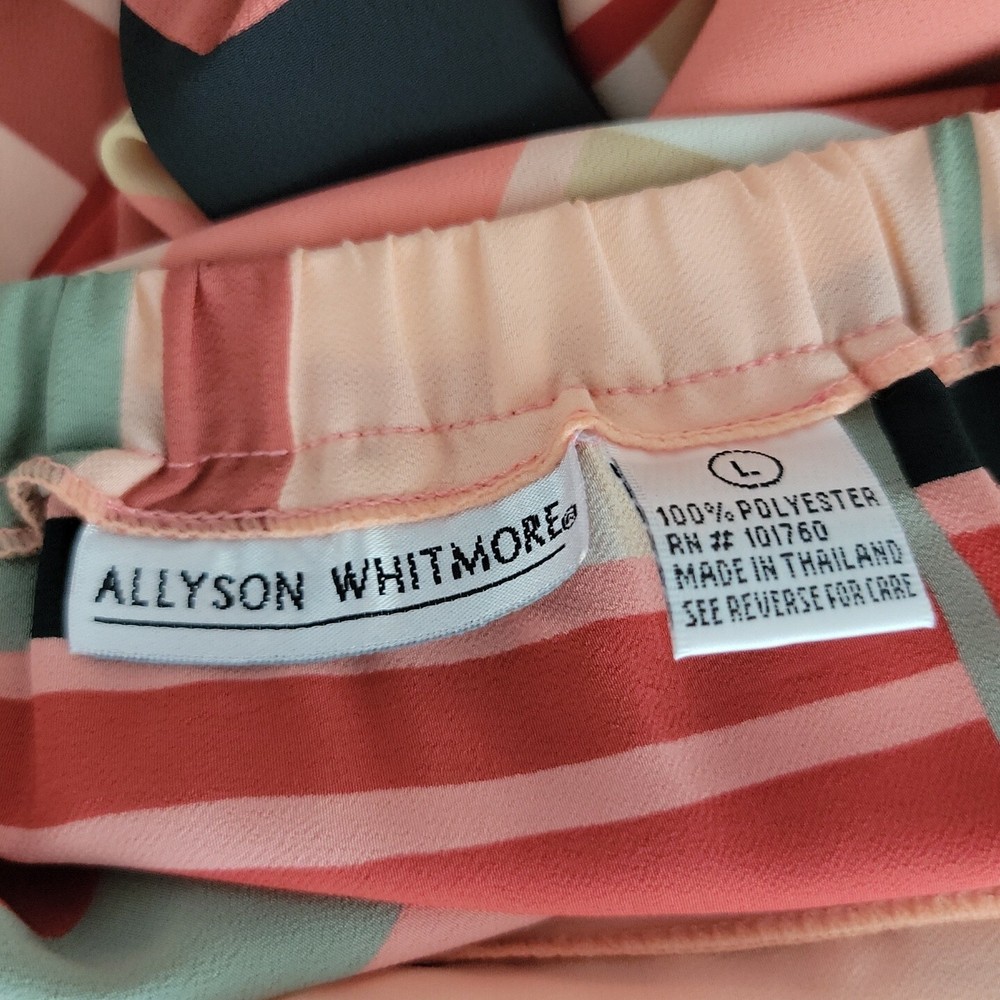 ALLYSON WHITMORE®
L
100% POLYESTER
RN # 101760
MADE IN THAILAND
SEE REVERSE FOR CARE